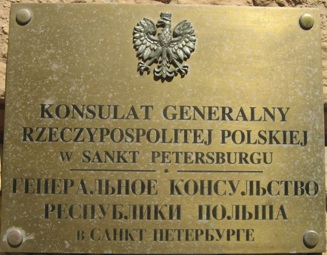 KONSULAT GENERALNY
RZECZYPOSPOLITEJ POLSKIEJ
W SANKT PETERSBURGU
ГЕНЕРАЛЬНОЕ КОНСУЛЬСТВО
РЕСПУБЛИКИ ПОЛЬША
В САНКТ ПЕТЕРБУРГЕ